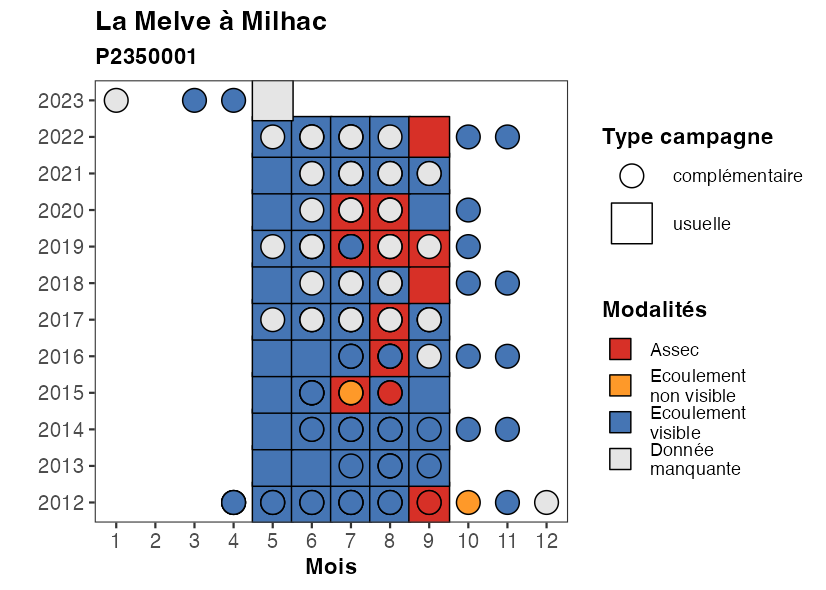 La Melve à Milhac
P2350001
2023
2022
2021
2020
2019
2018
2017
2016
2015
2014
2013
2012
1 2 3 4 5 6 7 8 9 10 11 12
Mois
Type campagne
complémentaire
usuelle
Modalités
Assec
Ecoulement
non visible
Ecoulement
visible
Donnée
manquante